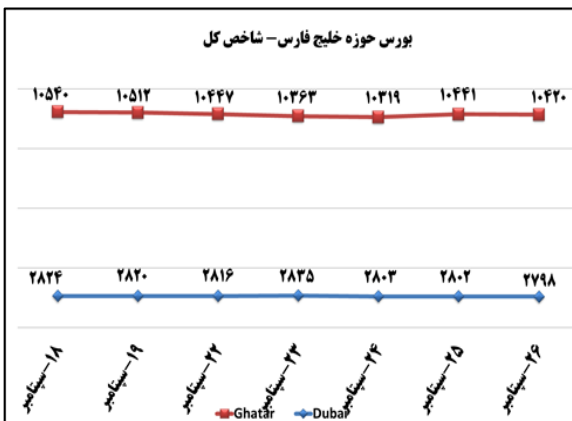 بورس حوزه خلیج فارس– شاخص کل
۱۰۵۴۰ ۱۰۵۱۲ ۱۰۴۴۷ ۱۰۳۶۳ ۱۰۳۱۹ ۱۰۴۴۱ ۱۰۴۲۰
۲۸۲۴ ۲۸۲۰ ۲۸۱۶ ۲۸۳۵ ۲۸۰۳ ۲۸۰۲ ۲۷۹۸
۱۸-سپتامبر ۱۹-سپتامبر ۲۲-سپتامبر ۲۳-سپتامبر ۲۴-سپتامبر ۲۵-سپتامبر ۲۶-سپتامبر
Ghatar Dubai